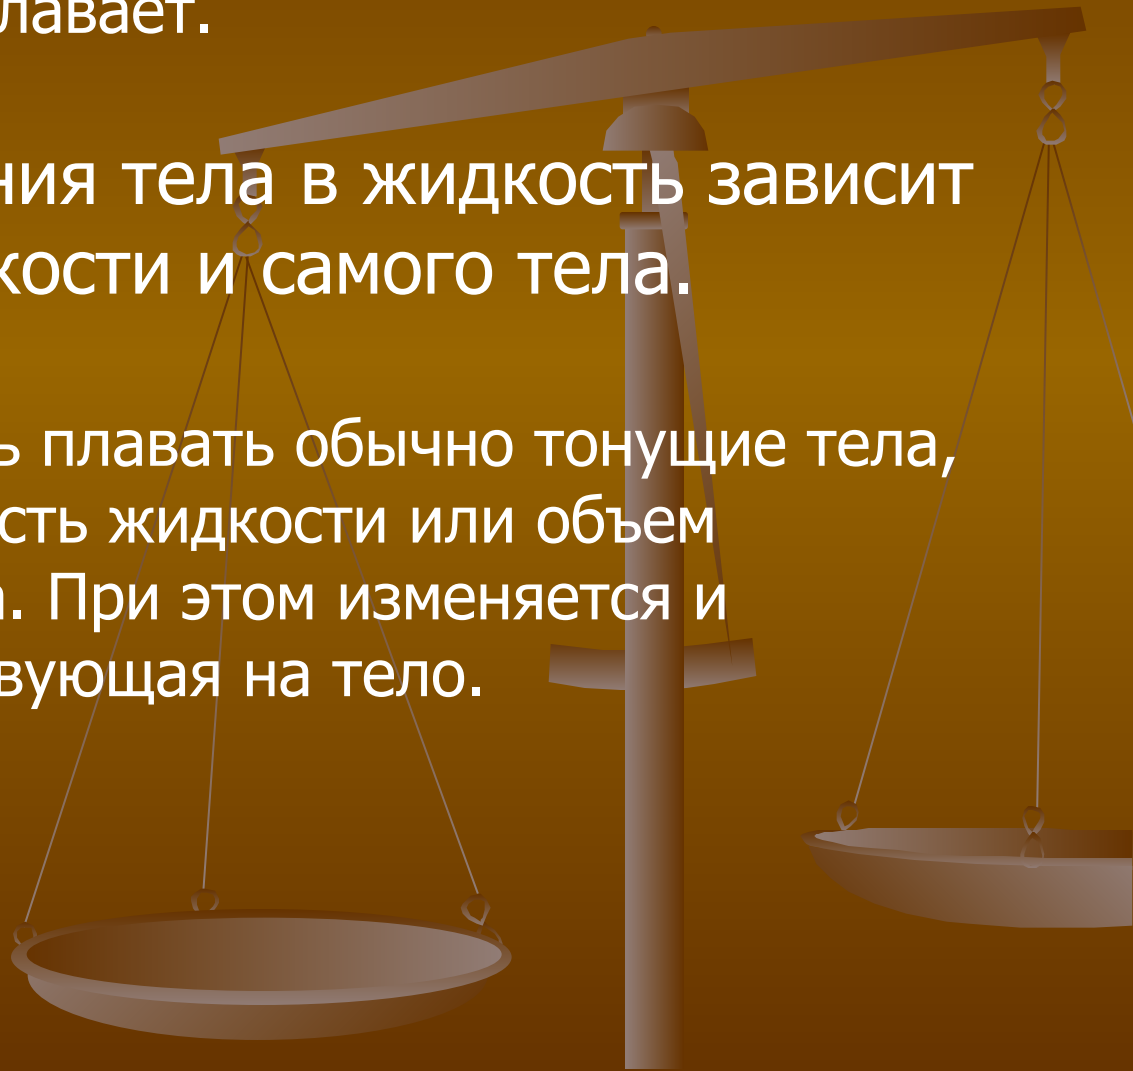 лавает.
ния тела в жидкость зависит
кости и самого тела.
ь плавать обычно тонущие тела,
сть жидкости или объем
. При этом изменяется и
вующая на тело.